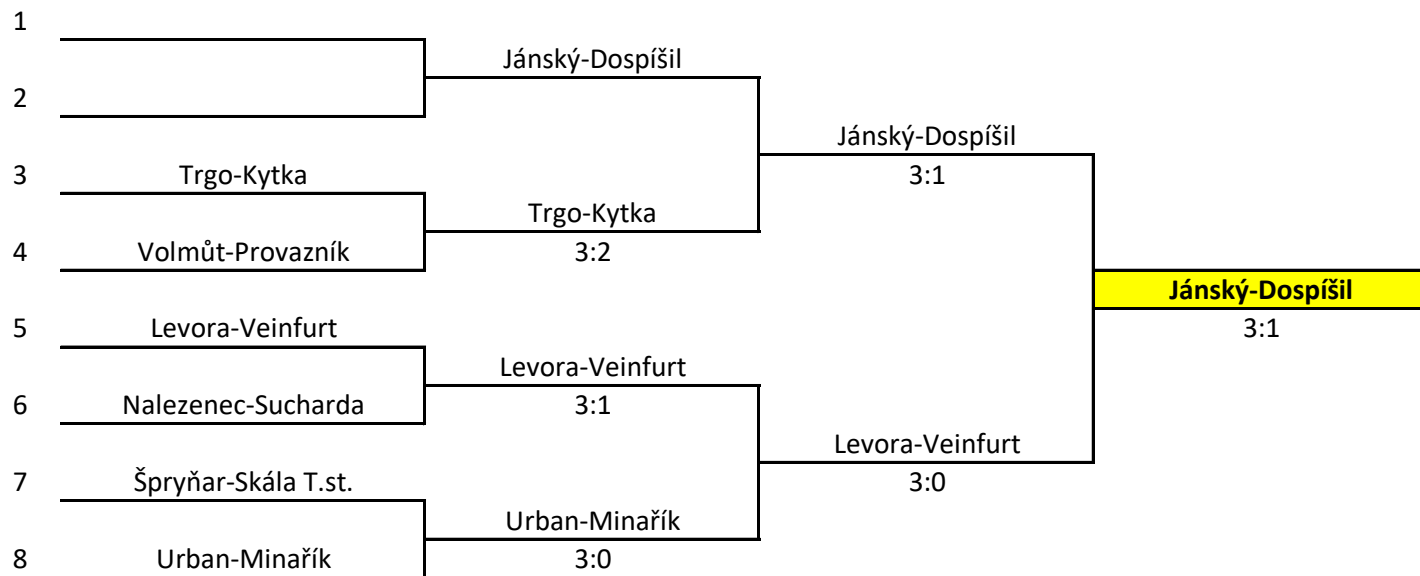 1
Jánský-Dospíšil
2
Jánský-Dospíšil
3 Trgo-Kytka 3:1
Trgo-Kytka
4 Volmůt-Provazník 3:2
Jánský-Dospíšil
5 Levora-Veinfurt 3:1
Levora-Veinfurt
6 Nalezenec-Sucharda 3:1
Levora-Veinfurt
7 Špryňar-Skála T.st. 3:0
Urban-Minařík
8 Urban-Minařík 3:0